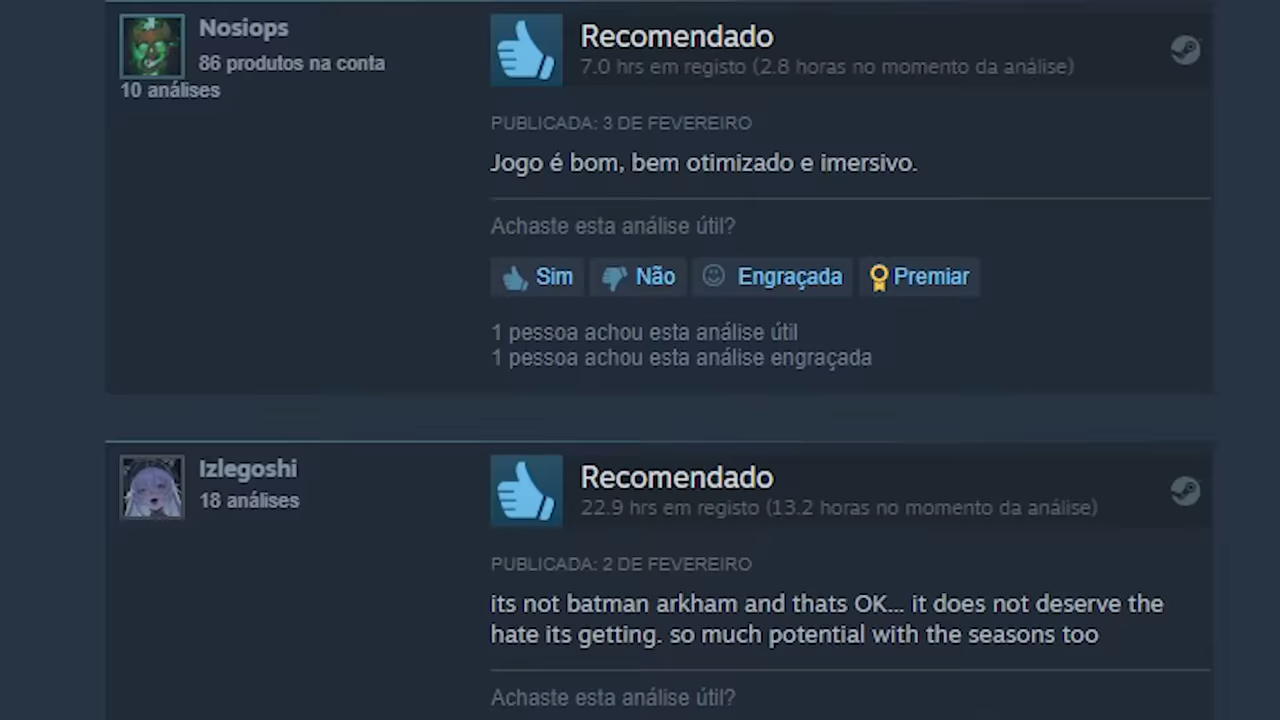 Nosiops
86 produtos na conta
10 análises
Recomendado
7.0 hrs em registo (2.8 horas no momento da análise)
PUBLICADA: 3 DE FEVEREIRO
Jogo é bom, bem otimizado e imersivo.
Achaste esta análise útil?
Sim Não Engraçada Premiar
1 pessoa achou esta análise útil
1 pessoa achou esta análise engraçada
Izlegoshi
18 análises
Recomendado
22.9 hrs em registo (13.2 horas no momento da análise)
PUBLICADA: 2 DE FEVEREIRO
its not batman arkham and thats OK... it does not deserve the
hate its getting. so much potential with the seasons too
Achaste esta análise útil?